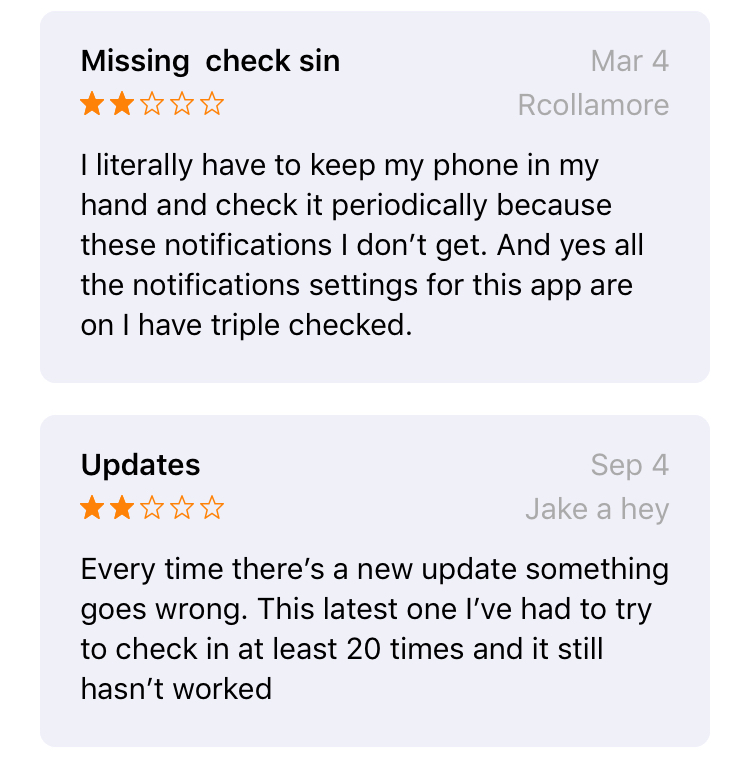 Missing  check sin
Mar 4
Rcollamore
I literally have to keep my phone in my
hand and check it periodically because
these notifications I don’t get. And yes all
the notifications settings for this app are
on I have triple checked.
Updates
Sep 4
Jake a hey
Every time there’s a new update something
goes wrong. This latest one I’ve had to try
to check in at least 20 times and it still
hasn’t worked